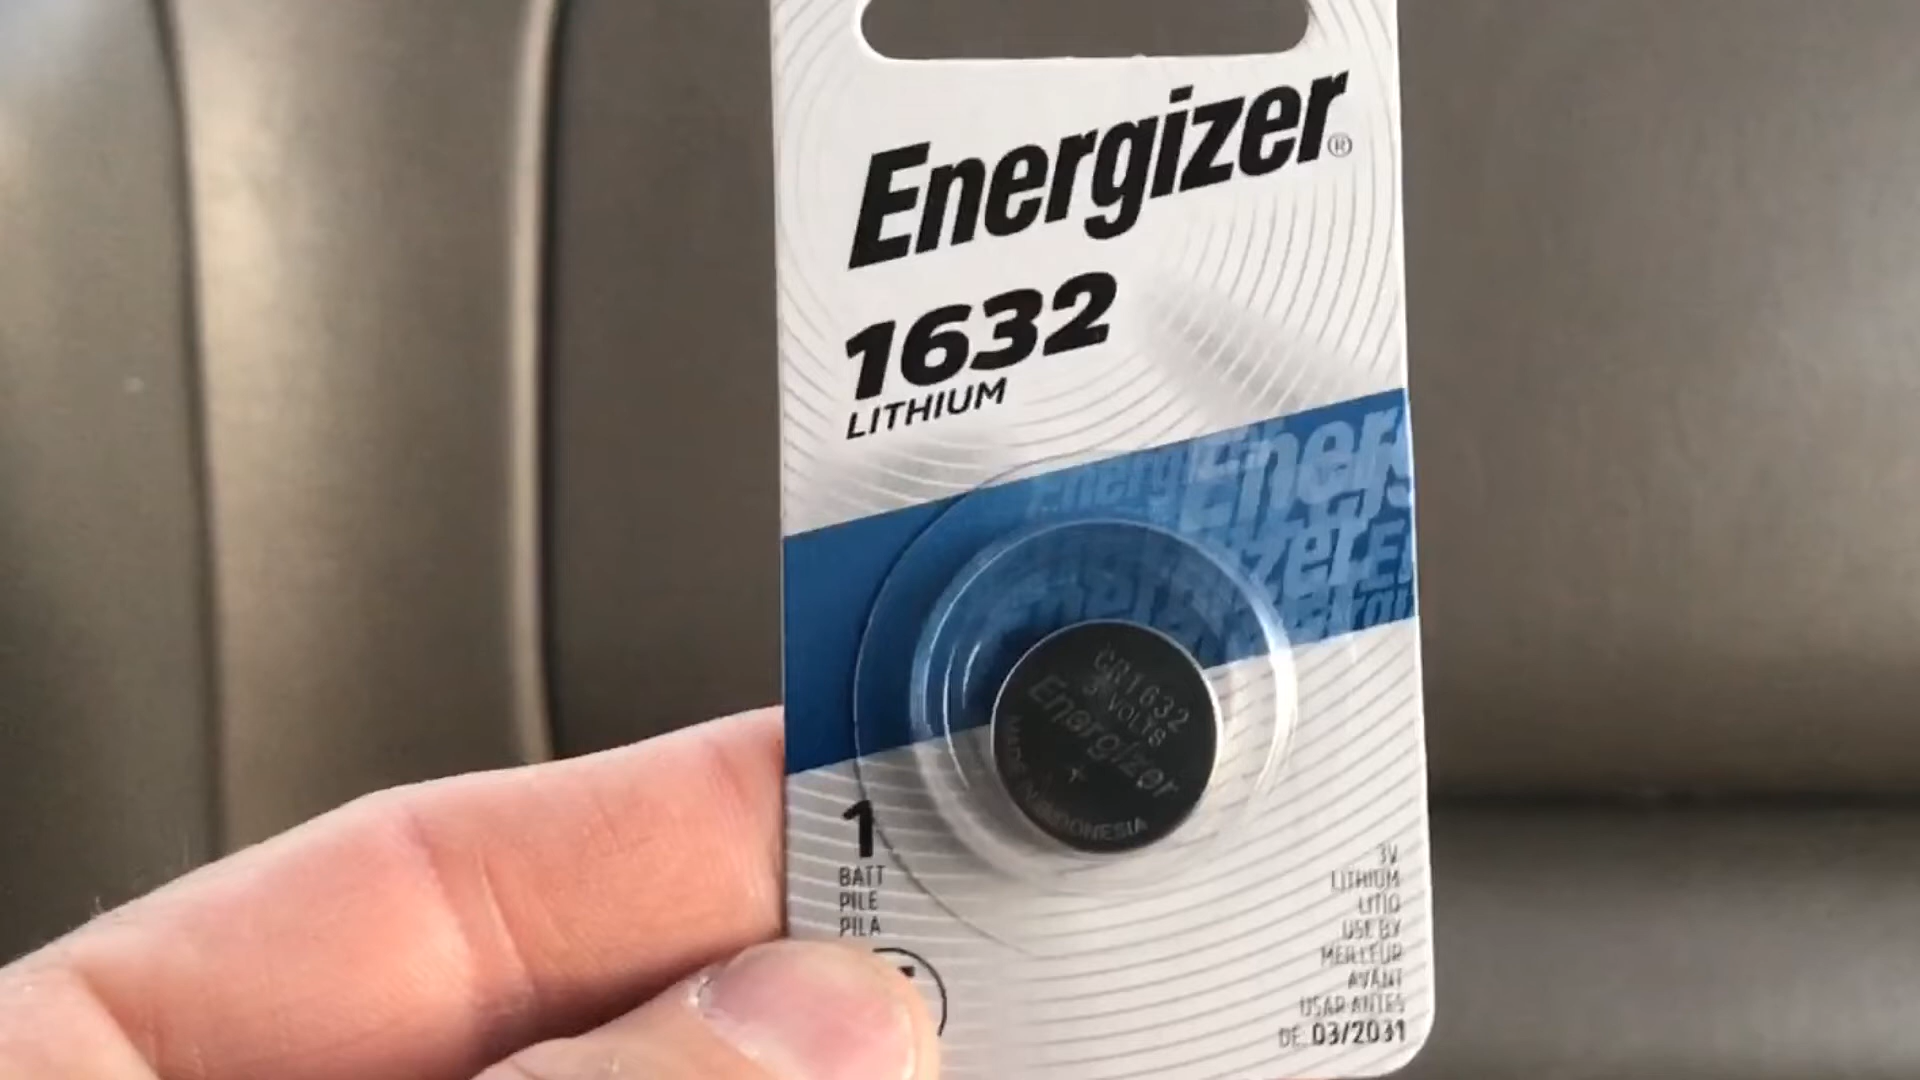 Energizer®
1632
LITHIUM
Energizer
CR1632
3 VOLTS
Energizer
+
MADE IN INDONESIA
1
BATT
PILE
PILA
3V
LITHIUM
LITIO
USE BY
MEILLEUR
AVANT
USAR ANTES
DE 03/2031